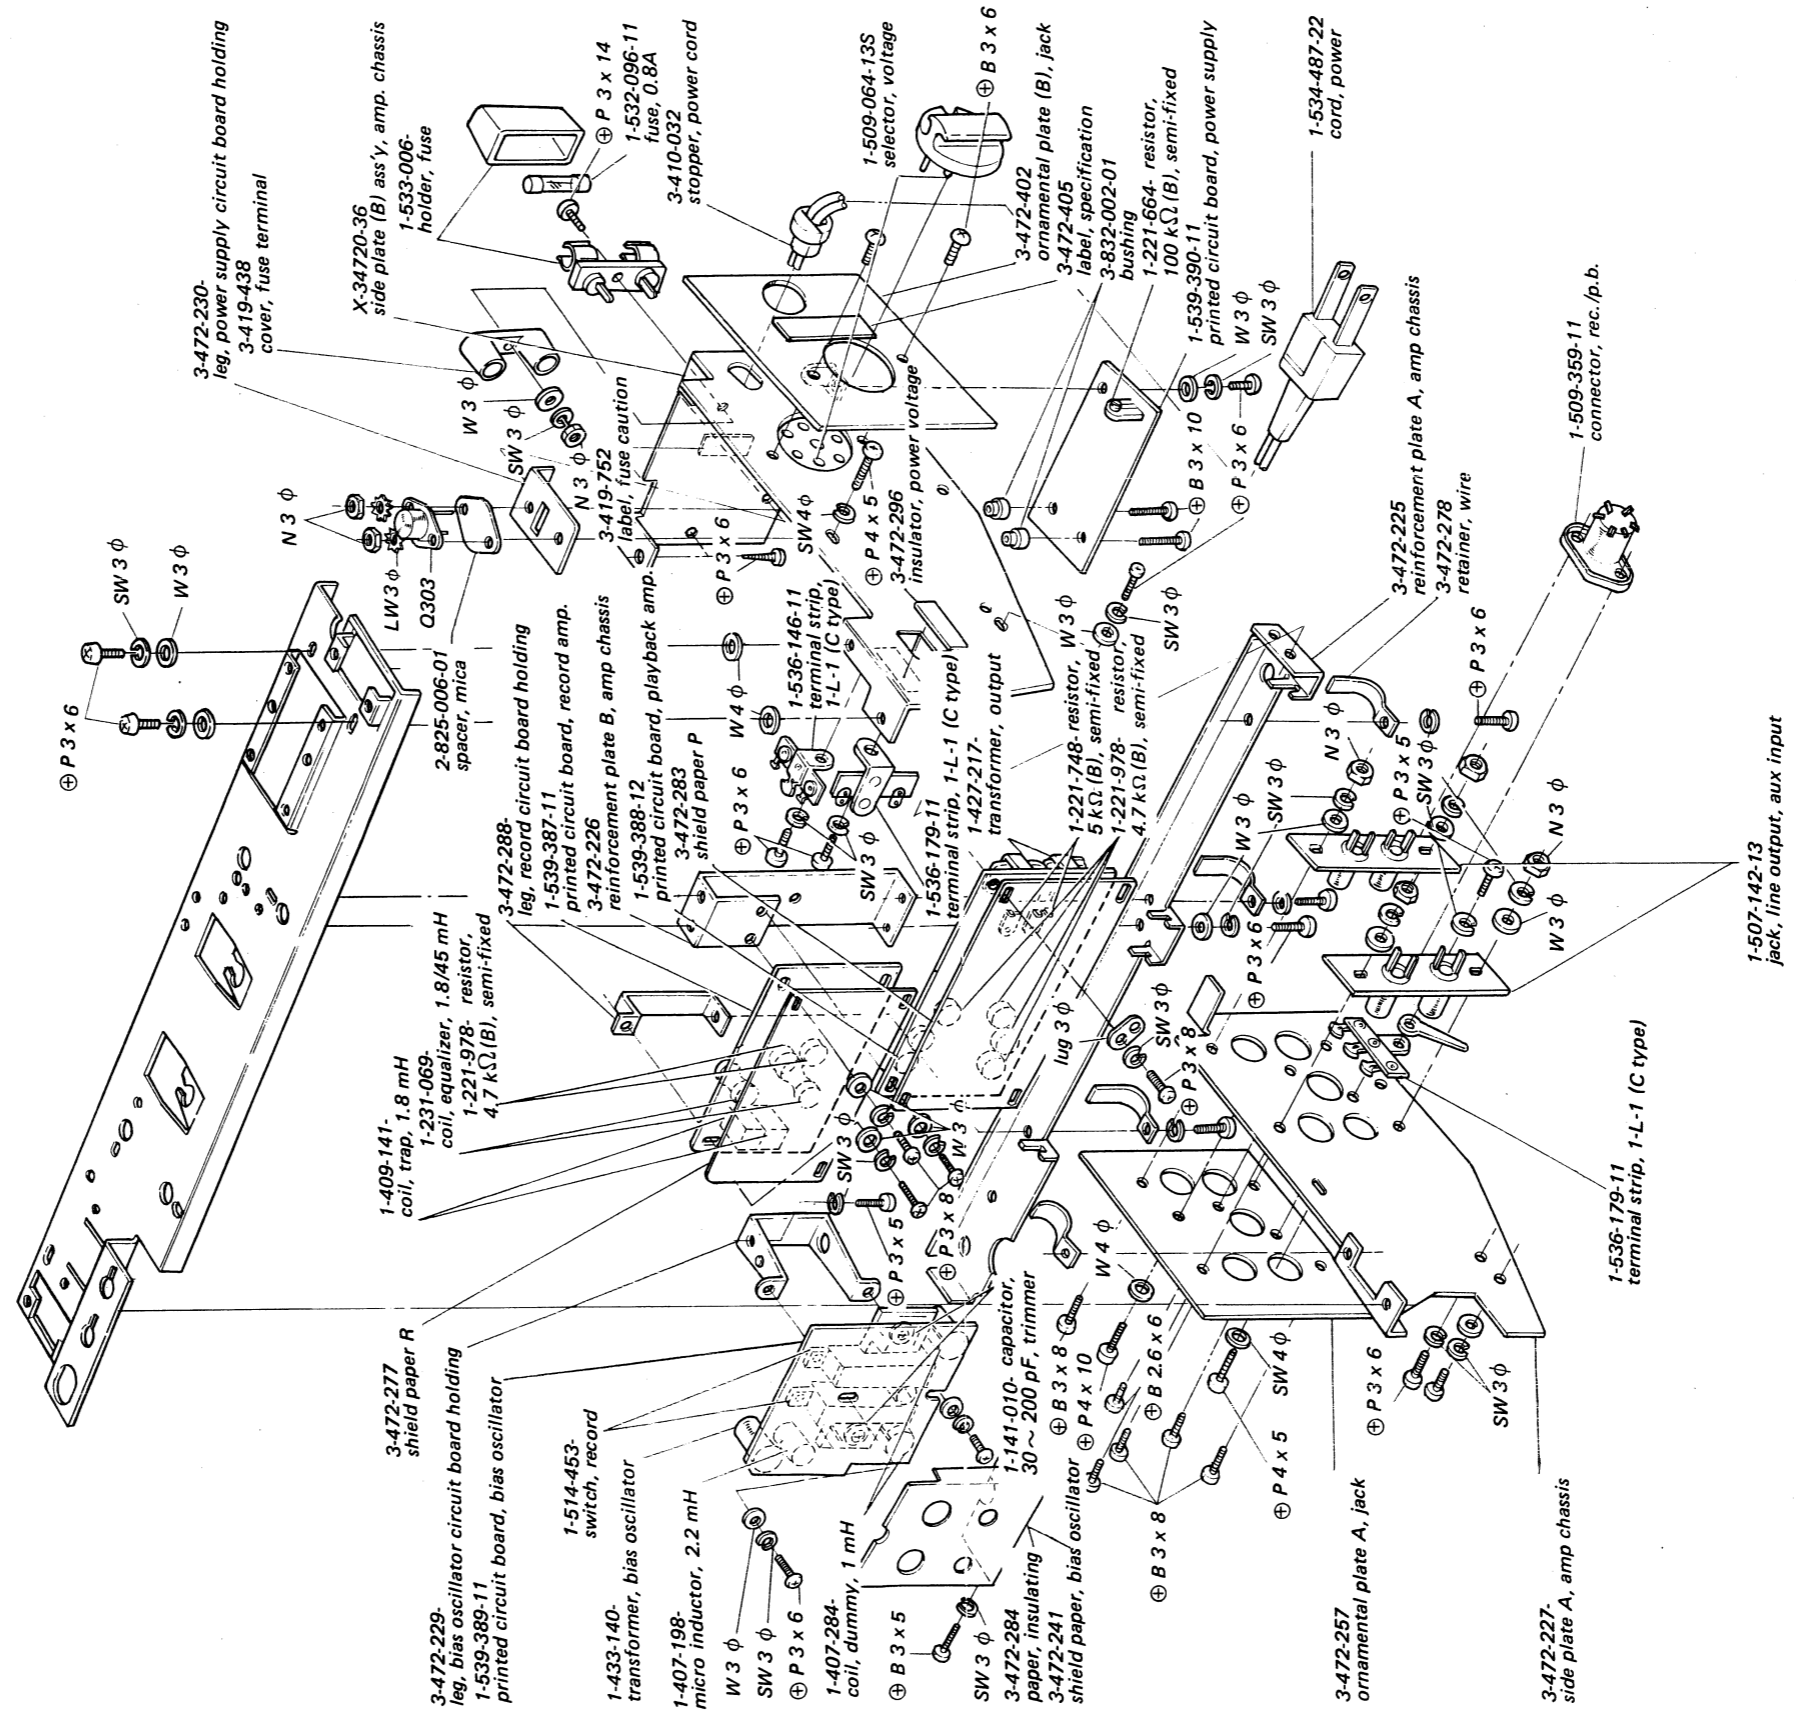 3-472-230-
leg, power supply circuit board holding
3-419-438
cover, fuse terminal
X-34720-36
side plate (B) ass'y, amp. chassis
1-533-006-
holder, fuse
⊕ P 3 x 14
1-532-096-11
fuse, 0.8A
3-410-032
stopper, power cord
1-509-064-13S
selector, voltage
⊕ B 3 x 6
3-472-402
ornamental plate (B), jack
3-472-405
label, specification
3-832-002-01
bushing
1-221-664- resistor,
100 kΩ (B), semi-fixed
1-539-390-11
printed circuit board, power supply
W 3 ϕ
SW 3 ϕ
1-534-487-22
cord, power
⊕ P 3 x 6
SW 3 ϕ
W 3 ϕ
N 3 ϕ
LW 3 ϕ
Q303
2-825-006-01
spacer, mica
W 3 ϕ
SW 3 ϕ
N 3 ϕ
3-419-752
label, fuse caution
⊕ P 3 x 6
SW 4 ϕ
⊕ P 4 x 5
3-472-296
insulator, power voltage
⊕ B 3 x 10
⊕ P 3 x 6
W 3 ϕ
SW 3 ϕ
3-472-225
reinforcement plate A, amp chassis
3-472-278
retainer, wire
⊕ P 3 x 6
1-509-359-11
connector, rec./p.b.
3-472-288-
leg, record circuit board holding
1-539-387-11
printed circuit board, record amp.
3-472-226
reinforcement plate B, amp chassis
1-539-388-12
printed circuit board, playback amp.
3-472-283
shield paper P
W 4 ϕ
⊕ P 3 x 6
1-536-146-11
terminal strip,
1-L-1 (C type)
SW 3 ϕ
1-536-179-11
terminal strip, 1-L-1 (C type)
1-427-217-
transformer, output
1-221-748- resistor,
5 kΩ (B), semi-fixed
1-221-978- resistor,
4.7 kΩ (B), semi-fixed
W 3 ϕ
SW 3 ϕ
N 3 ϕ
⊕ P 3 x 5
SW 3 ϕ
N 3 ϕ
W 3 ϕ
1-507-142-13
jack, line output, aux input
1-409-141-
coil, trap, 1.8 mH
1-231-069-
coil, equalizer, 1.8/45 mH
1-221-978- resistor,
4.7 kΩ (B), semi-fixed
lug 3 ϕ
SW 3 ϕ
⊕ P 3 x 8
⊕ P 3 x 6
SW 3 ϕ
W 3 ϕ
⊕ P 3 x 5
⊕ P 3 x 8
W 4 ϕ
1-536-179-11
terminal strip, 1-L-1 (C type)
3-472-277
shield paper R
3-472-229-
leg, bias oscillator circuit board holding
1-539-389-11
printed circuit board, bias oscillator
1-514-453-
switch, record
1-433-140-
transformer, bias oscillator
1-407-198-
micro inductor, 2.2 mH
W 3 ϕ
SW 3 ϕ
⊕ P 3 x 6
1-407-284-
coil, dummy, 1 mH
⊕ B 3 x 5
SW 3 ϕ
1-141-010- capacitor,
30 ~ 200 pF, trimmer
3-472-284
paper, insulating
3-472-241
shield paper, bias oscillator
⊕ B 3 x 8
⊕ P 4 x 10
⊕ B 2.6 x 6
⊕ B 3 x 8
SW 4 ϕ
⊕ P 4 x 5
⊕ P 3 x 6
SW 3 ϕ
3-472-257
ornamental plate A, jack
3-472-227-
side plate A, amp chassis